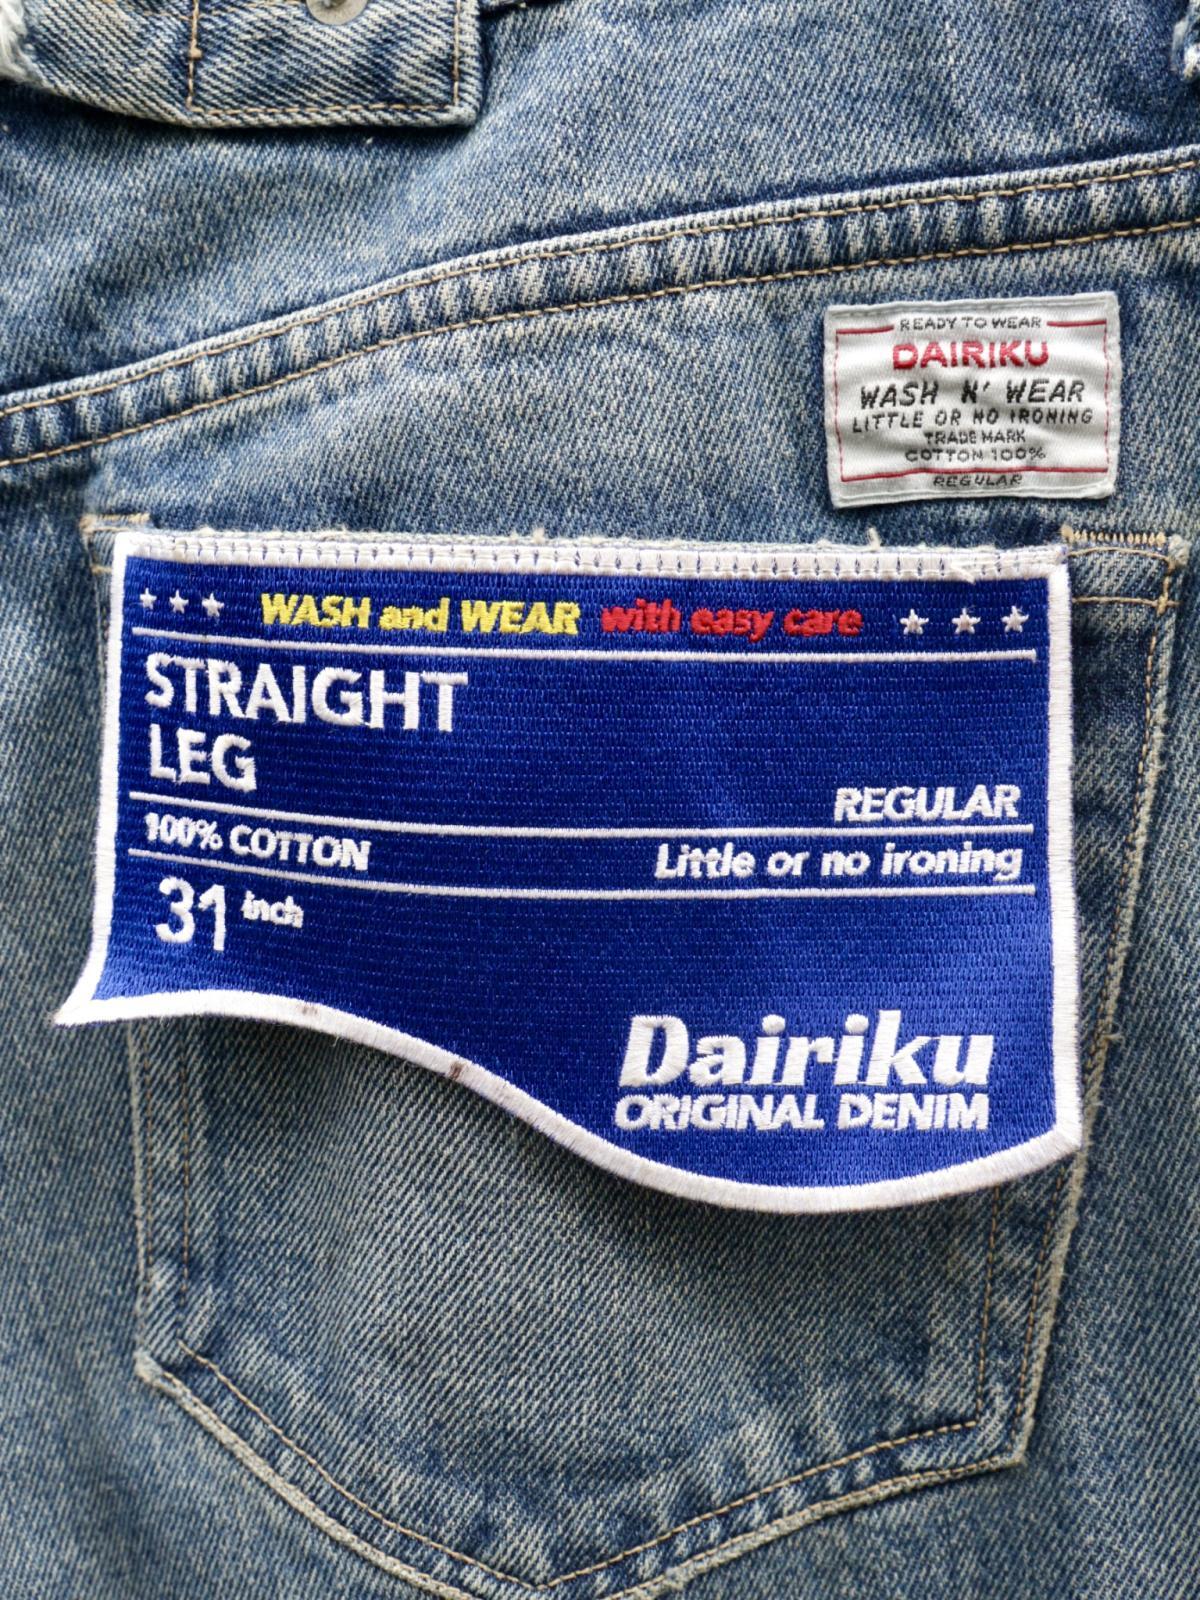 READY TO WEAR
DAIRIKU
WASH N' WEAR
LITTLE OR NO IRONING
TRADE MARK
COTTON 100%
REGULAR
WASH and WEAR with easy care
STRAIGHT
LEG
REGULAR
100% COTTON
Little or no ironing
31 inch
Dairiku
ORIGINAL DENIM